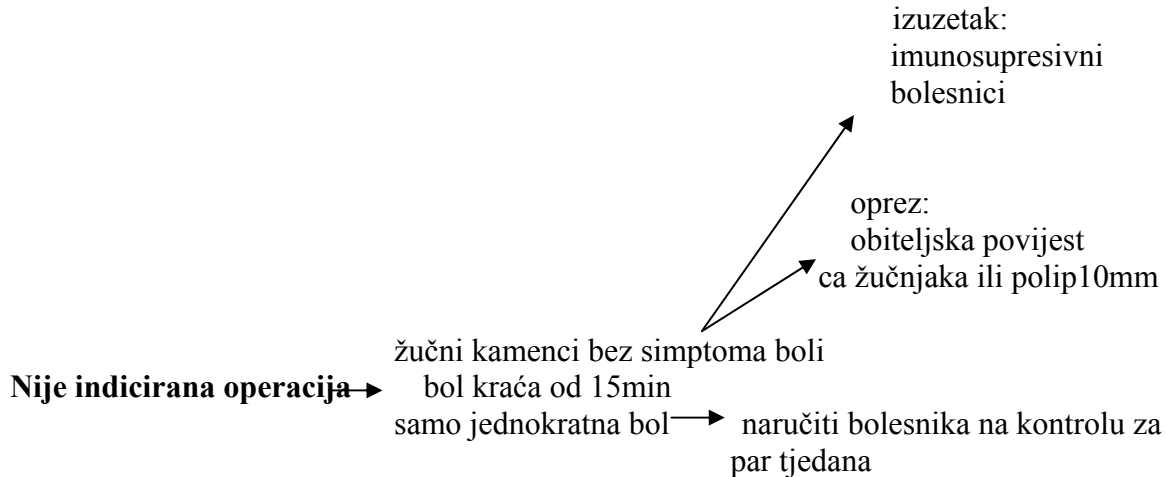 izuzetak:
imunosupresivni
bolesnici
oprez:
obiteljska povijest
ca žučnjaka ili polip10mm
žučni kamenci bez simptoma boli
Nije indicirana operacija
bol kraća od 15min
samo jednokratna bol
naručiti bolesnika na kontrolu za
par tjedana